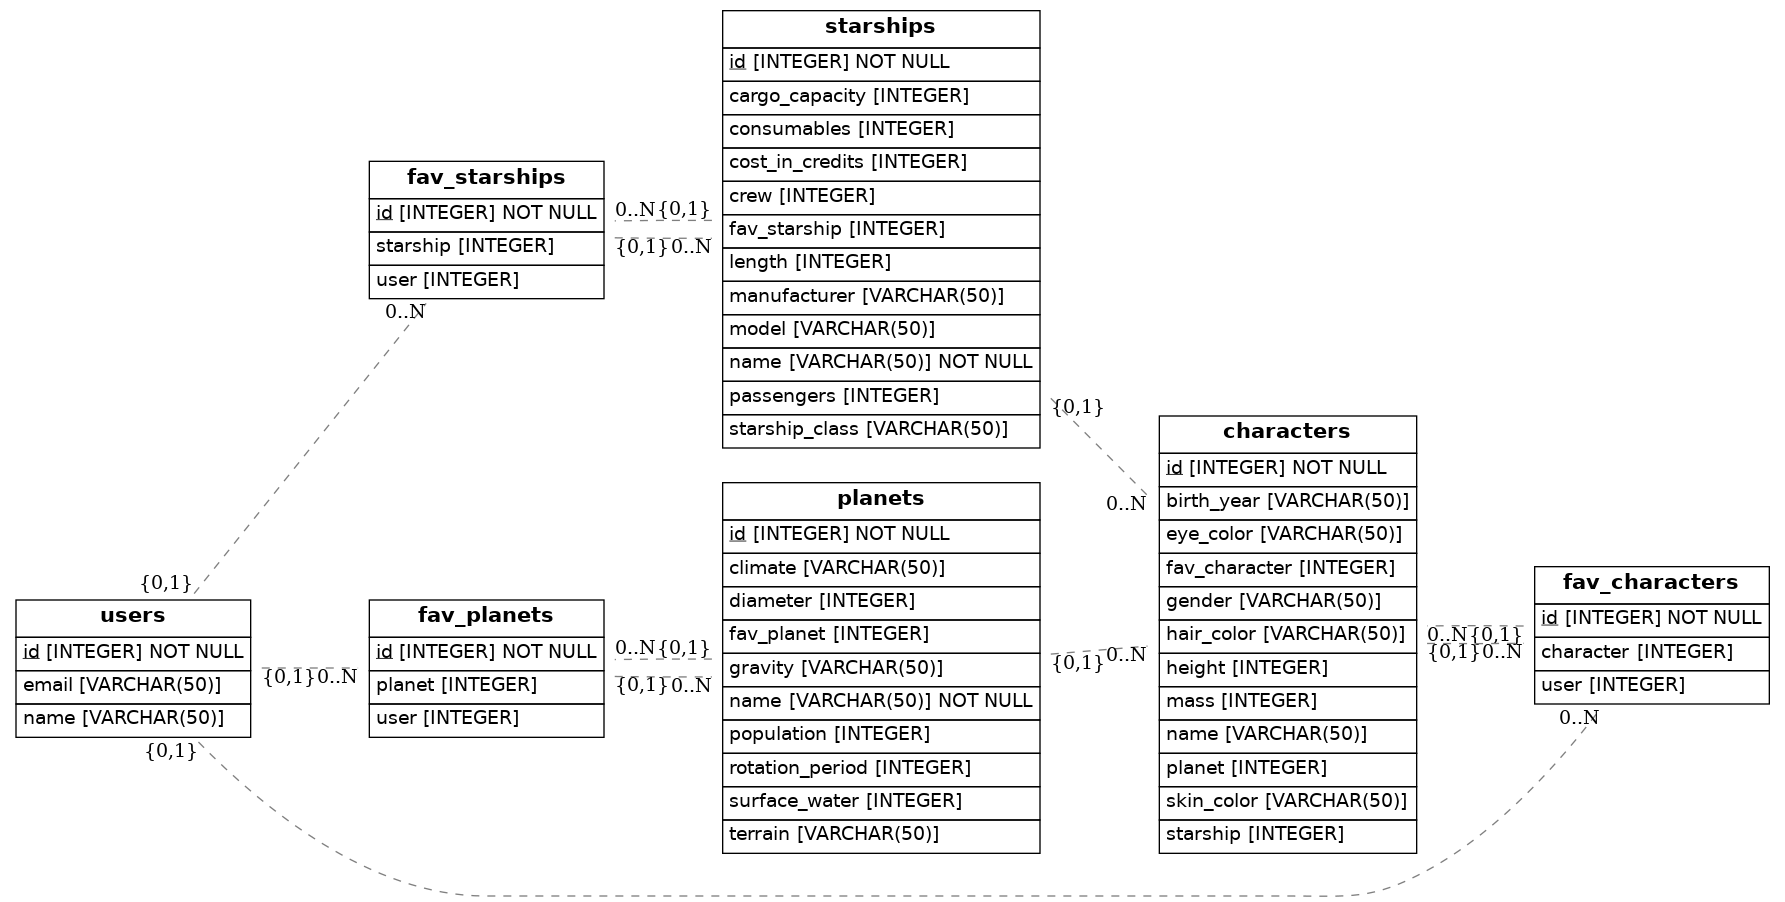 starships
id [INTEGER] NOT NULL
cargo_capacity [INTEGER]
consumables [INTEGER]
cost_in_credits [INTEGER]
crew [INTEGER]
fav_starship [INTEGER]
length [INTEGER]
manufacturer [VARCHAR(50)]
model [VARCHAR(50)]
name [VARCHAR(50)] NOT NULL
passengers [INTEGER]
starship_class [VARCHAR(50)]
fav_starships
id [INTEGER] NOT NULL
starship [INTEGER]
user [INTEGER]
0..N{0,1}
{0,1}0..N
0..N
{0,1}
{0,1}
0..N
users
id [INTEGER] NOT NULL
email [VARCHAR(50)]
name [VARCHAR(50)]
{0,1}0..N
{0,1}
fav_planets
id [INTEGER] NOT NULL
planet [INTEGER]
user [INTEGER]
0..N{0,1}
{0,1}0..N
planets
id [INTEGER] NOT NULL
climate [VARCHAR(50)]
diameter [INTEGER]
fav_planet [INTEGER]
gravity [VARCHAR(50)]
name [VARCHAR(50)] NOT NULL
population [INTEGER]
rotation_period [INTEGER]
surface_water [INTEGER]
terrain [VARCHAR(50)]
{0,1}0..N
characters
id [INTEGER] NOT NULL
birth_year [VARCHAR(50)]
eye_color [VARCHAR(50)]
fav_character [INTEGER]
gender [VARCHAR(50)]
hair_color [VARCHAR(50)]
height [INTEGER]
mass [INTEGER]
name [VARCHAR(50)]
planet [INTEGER]
skin_color [VARCHAR(50)]
starship [INTEGER]
0..N{0,1}
{0,1}0..N
fav_characters
id [INTEGER] NOT NULL
character [INTEGER]
user [INTEGER]
0..N